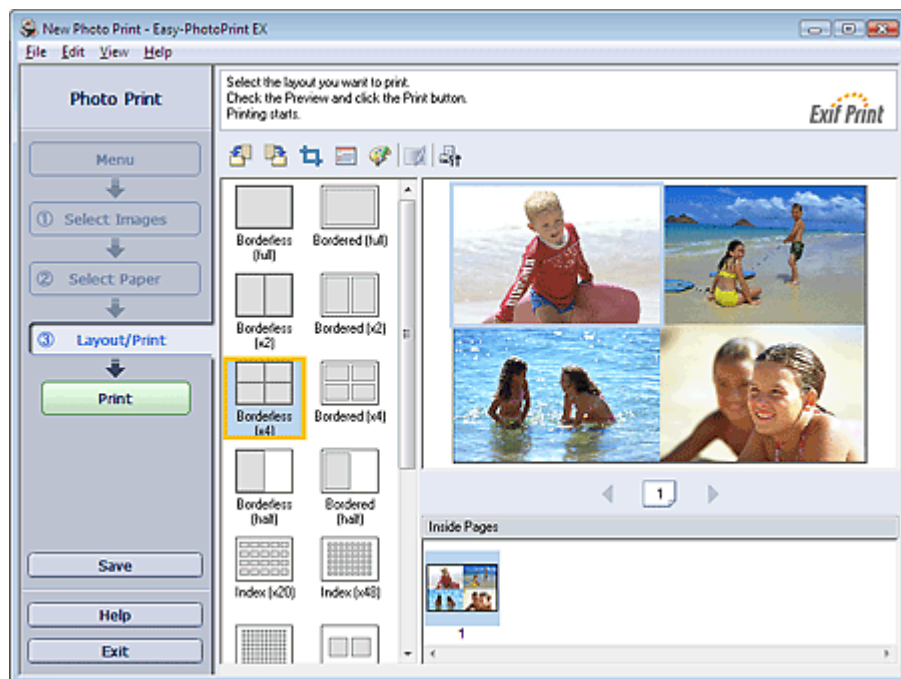 New Photo Print - Easy-PhotoPrint EX
File Edit View Help
Photo Print
Select the layout you want to print.
Check the Preview and click the Print button.
Printing starts.
Exif Print
Menu
① Select Images
② Select Paper
③ Layout/Print
Print
Save
Help
Exit
Borderless
(full)
Bordered (full)
Borderless
(x2)
Bordered (x2)
Borderless
(x4)
Bordered (x4)
Borderless
(half)
Bordered
(half)
Index (x20)
Index (x48)
1
Inside Pages
1